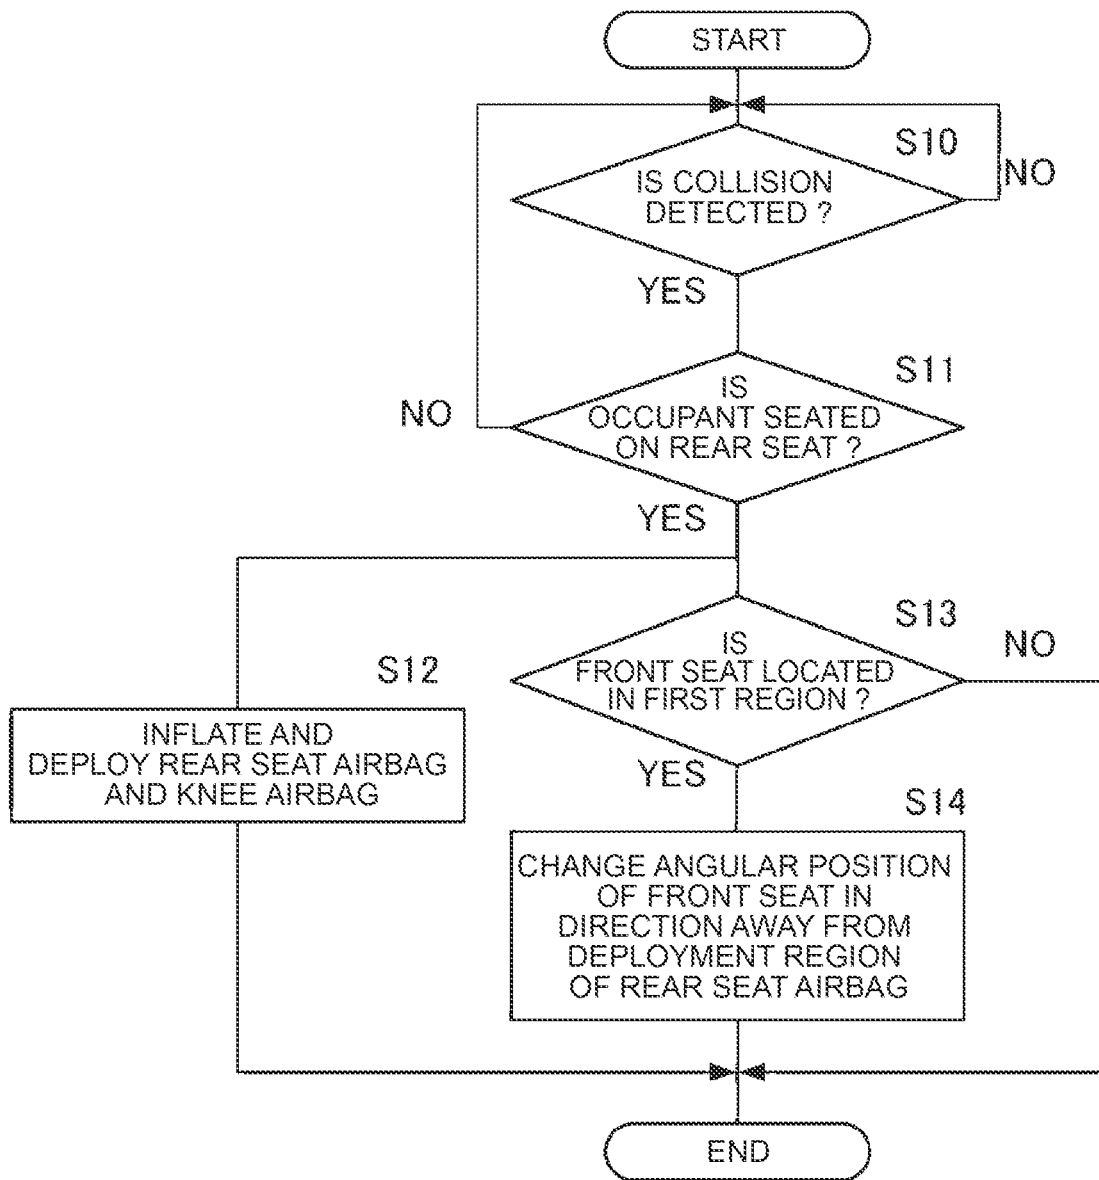 START
S10
IS COLLISION
DETECTED ?
NO
YES
S11
IS
OCCUPANT SEATED
ON REAR SEAT ?
NO
YES
S13
IS
FRONT SEAT LOCATED
IN FIRST REGION ?
NO
S12
INFLATE AND
DEPLOY REAR SEAT AIRBAG
AND KNEE AIRBAG
YES
S14
CHANGE ANGULAR POSITION
OF FRONT SEAT IN
DIRECTION AWAY FROM
DEPLOYMENT REGION
OF REAR SEAT AIRBAG
END